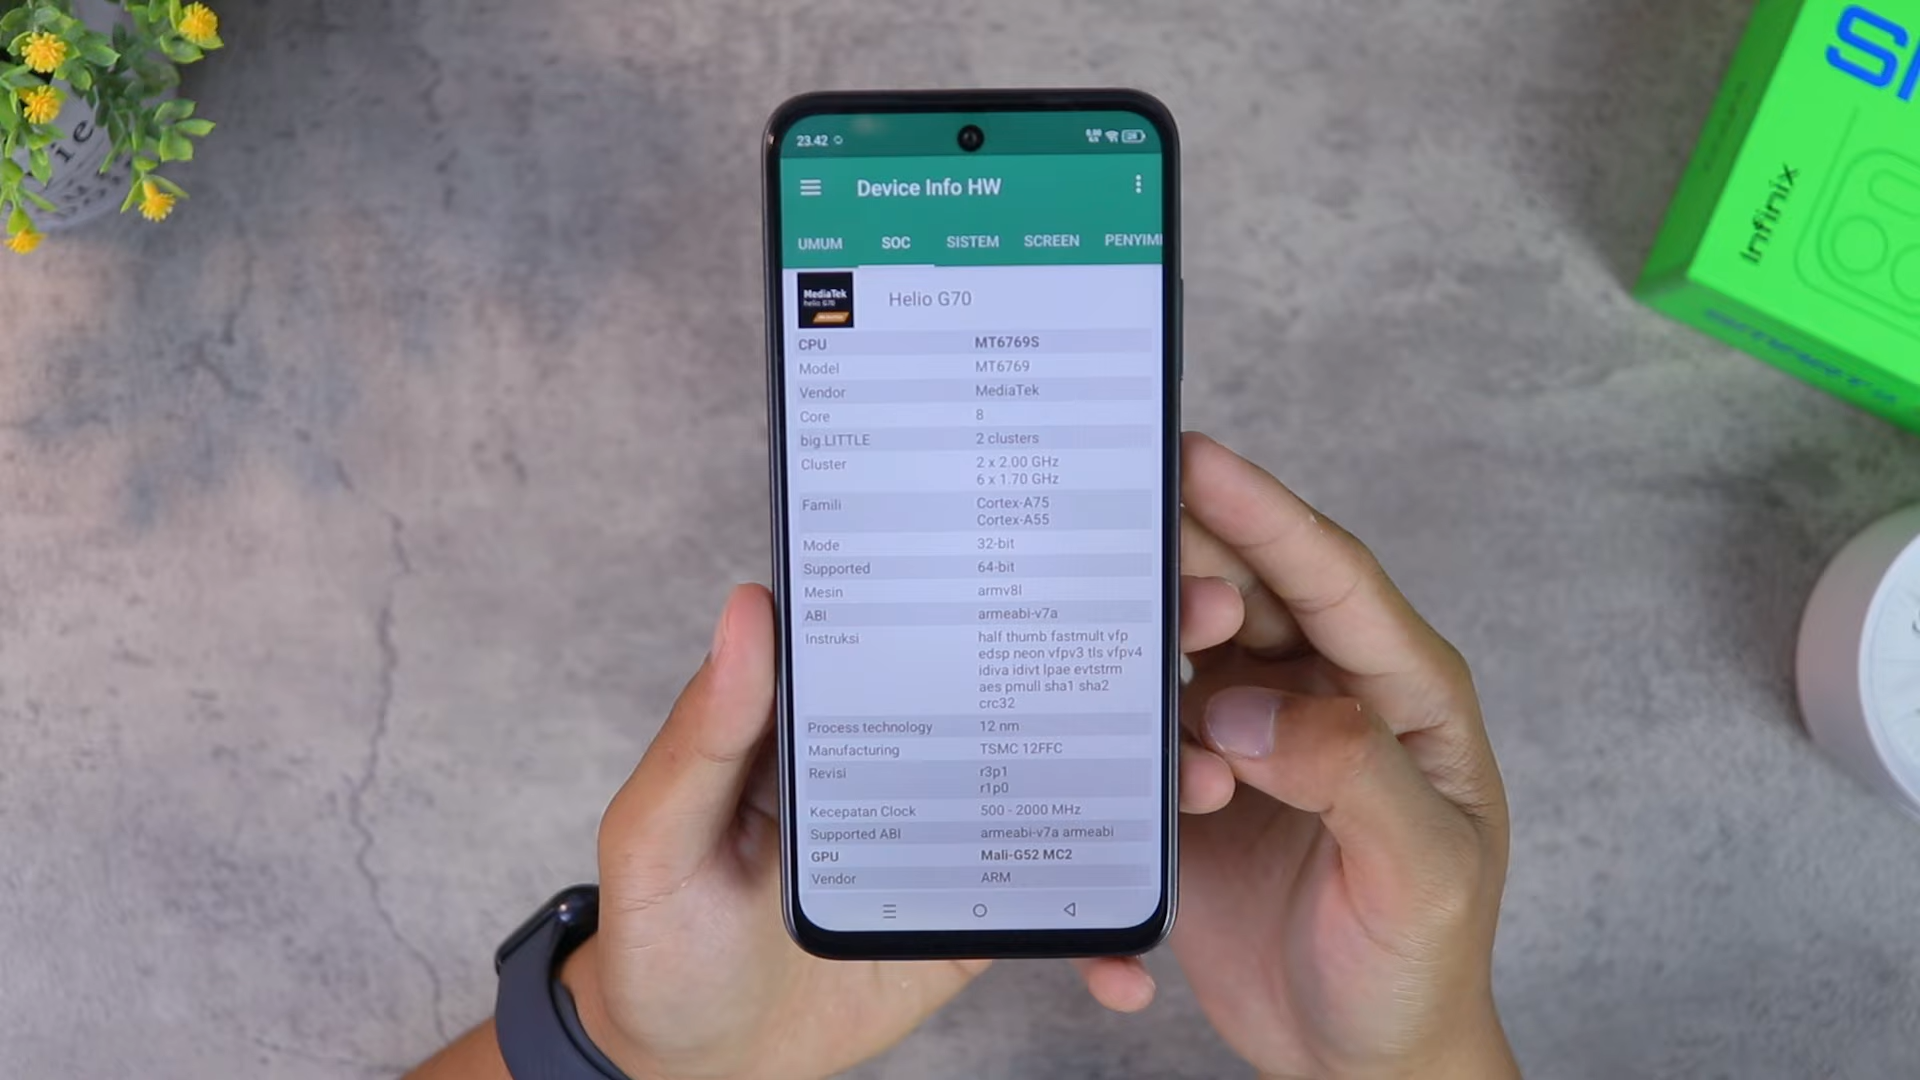 23.42
Device Info HW
UMUM SOC SISTEM SCREEN PENYIM
MediaTek
helio G70
Helio G70
CPU MT6769S
Model MT6769
Vendor MediaTek
Core 8
big.LITTLE 2 clusters
Cluster 2 x 2.00 GHz
6 x 1.70 GHz
Famili Cortex-A75
Cortex-A55
Mode 32-bit
Supported 64-bit
Mesin armv8l
ABI armeabi-v7a
Instruksi half thumb fastmult vfp
edsp neon vfpv3 tls vfpv4
idiva idivt lpae evtstrm
aes pmull sha1 sha2
crc32
Process technology 12 nm
Manufacturing TSMC 12FFC
Revisi r3p1
r1p0
Kecepatan Clock 500 - 2000 MHz
Supported ABI armeabi-v7a armeabi
GPU Mali-G52 MC2
Vendor ARM
Infinix